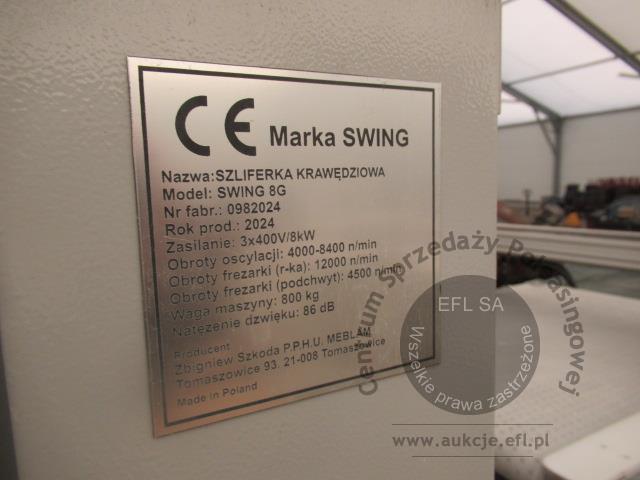 CE Marka SWING
Nazwa:SZLIFERKA KRAWĘDZIOWA
Model: SWING 8G
Nr fabr.: 0982024
Rok prod.: 2024
Zasilanie: 3x400V/8kW
Obroty oscylacji: 4000-8400 n/min
Obroty frezarki (r-ka): 12000 n/min
Obroty frezarki (podchwyt): 4500 n/min
Waga maszyny: 800 kg
Natężenie dzwięku: 86 dB
Producent
Zbigniew Szkoda P.P.H.U. MEBLAM
Tomaszowice 93. 21-008 Tomaszowice
Made in Poland
Centrum Sprzedaży Poleasingowej
EFL SA
Wszelkie prawa zastrzeżone
www.aukcje.efl.pl